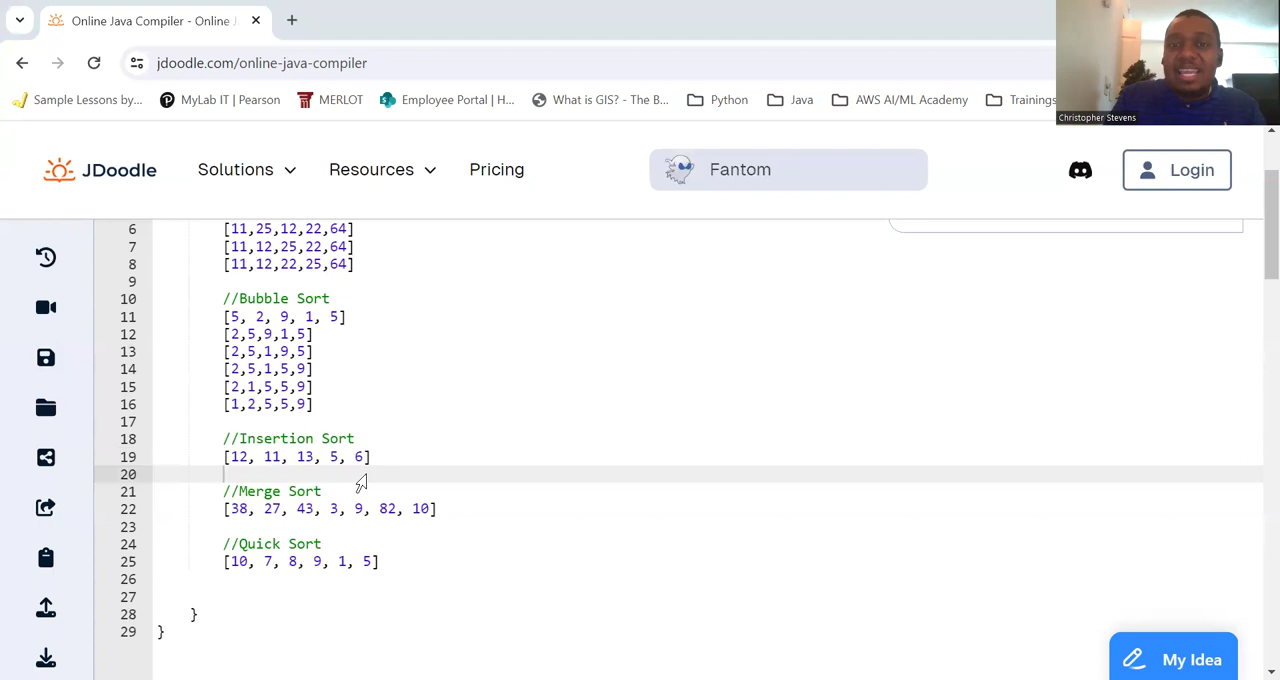 Online Java Compiler - Online J
jdoodle.com/online-java-compiler
Sample Lessons by...
MyLab IT | Pearson
MERLOT
Employee Portal | H...
What is GIS? - The B...
Python
Java
AWS AI/ML Academy
Trainings
Christopher Stevens
JDoodle
Solutions
Resources
Pricing
Fantom
Login
6 [11,25,12,22,64]
7 [11,12,25,22,64]
8 [11,12,22,25,64]
9
10 //Bubble Sort
11 [5, 2, 9, 1, 5]
12 [2,5,9,1,5]
13 [2,5,1,9,5]
14 [2,5,1,5,9]
15 [2,1,5,5,9]
16 [1,2,5,5,9]
17
18 //Insertion Sort
19 [12, 11, 13, 5, 6]
20
21 //Merge Sort
22 [38, 27, 43, 3, 9, 82, 10]
23
24 //Quick Sort
25 [10, 7, 8, 9, 1, 5]
26
27
28 }
29 }
My Idea